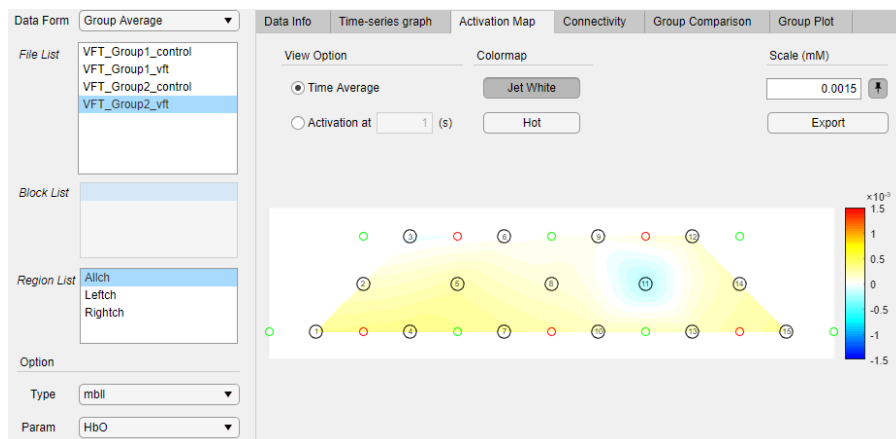 Data Form Group Average
File List
VFT_Group1_control
VFT_Group1_vft
VFT_Group2_control
VFT_Group2_vft
Block List
Region List
Allch
Leftch
Rightch
Option
Type mbll
Param HbO
Data Info Time-series graph Activation Map Connectivity Group Comparison Group Plot
View Option Colormap Scale (mM)
Time Average Jet White 0.0015
Activation at 1 (s) Hot Export
×10⁻³
3 6 9 12
2 5 8 11 14
1 4 7 10 13 15
1.5
1
0.5
0
-0.5
-1
-1.5